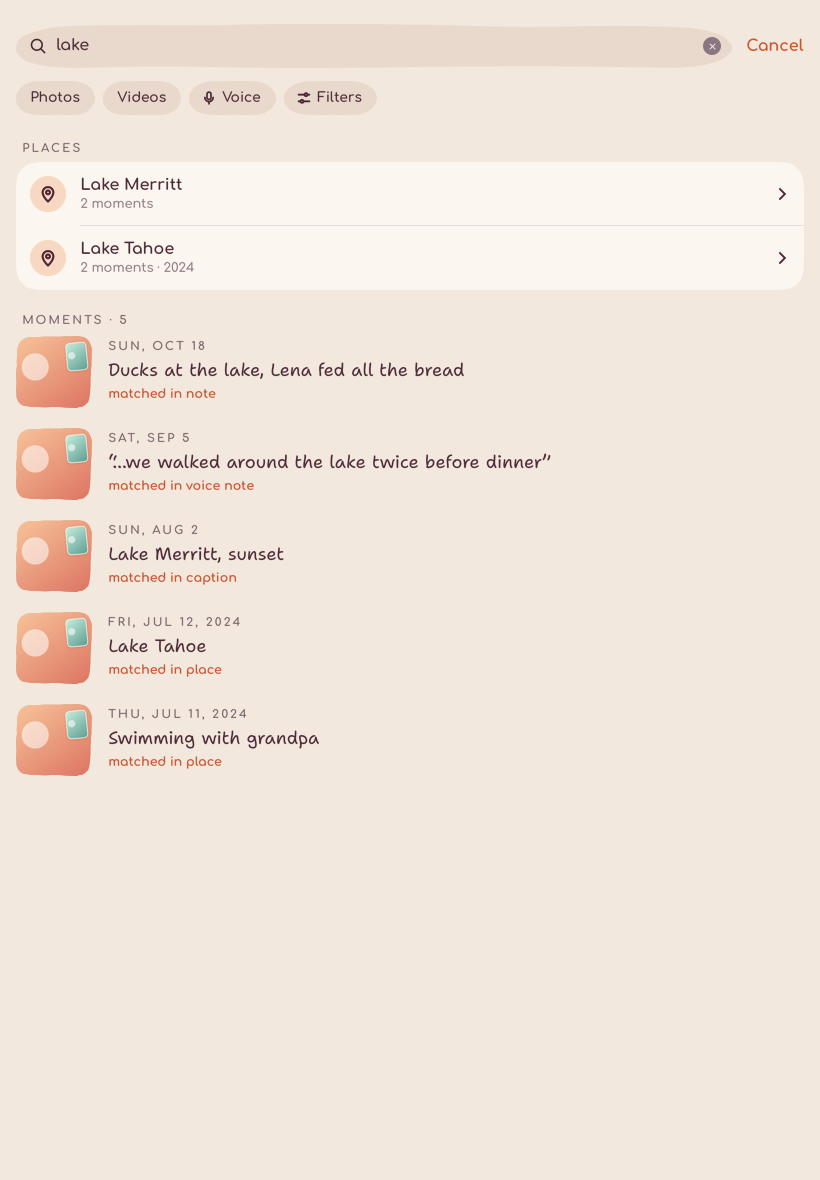 lake
Cancel
Photos
Videos
Voice
Filters
PLACES
Lake Merritt
2 moments
Lake Tahoe
2 moments · 2024
MOMENTS · 5
SUN, OCT 18
Ducks at the lake, Lena fed all the bread
matched in note
SAT, SEP 5
“…we walked around the lake twice before dinner”
matched in voice note
SUN, AUG 2
Lake Merritt, sunset
matched in caption
FRI, JUL 12, 2024
Lake Tahoe
matched in place
THU, JUL 11, 2024
Swimming with grandpa
matched in place